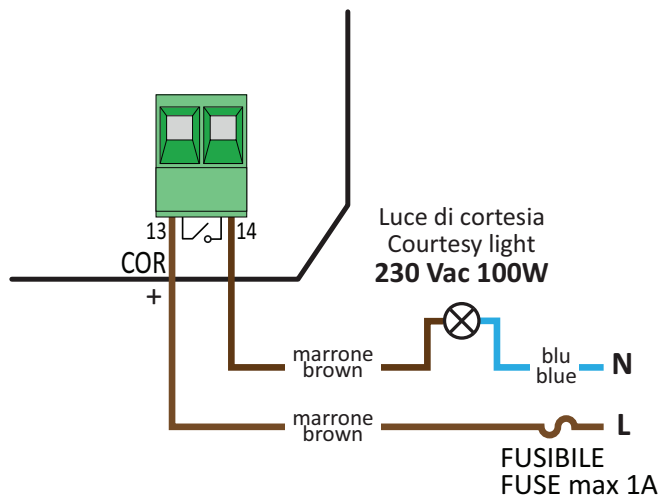 13
14
COR
+
Luce di cortesia
Courtesy light
230 Vac 100W
marrone
brown
blu
blue
N
marrone
brown
L
FUSIBILE
FUSE max 1A